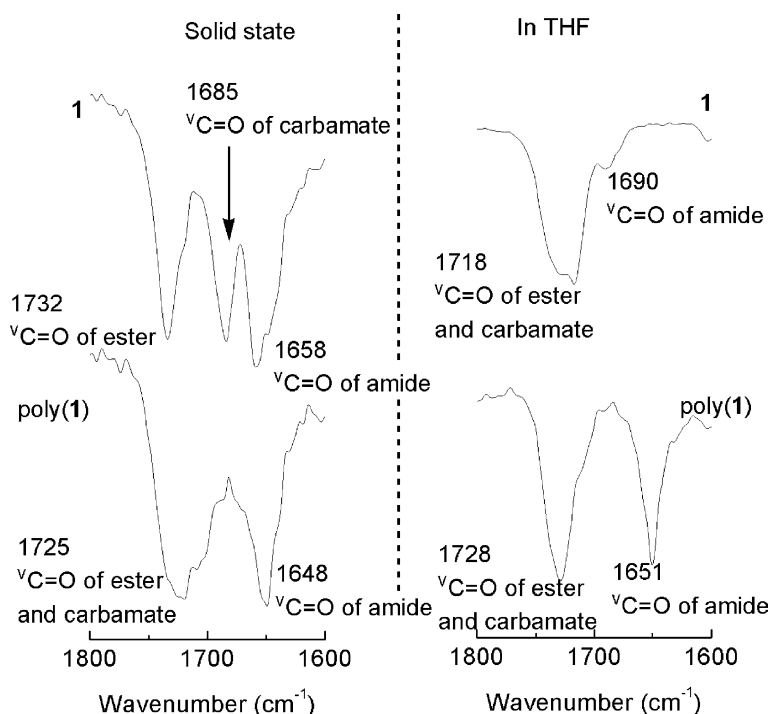 Solid state
1685
νC=O of carbamate
1
1732
νC=O of ester
1658
νC=O of amide
poly(1)
1725
νC=O of ester
and carbamate
1648
νC=O of amide
1800
1700
1600
Wavenumber (cm⁻¹)
In THF
1
1690
νC=O of amide
1718
νC=O of ester
and carbamate
poly(1)
1728
νC=O of ester
and carbamate
1651
νC=O of amide
1800
1700
1600
Wavenumber (cm⁻¹)